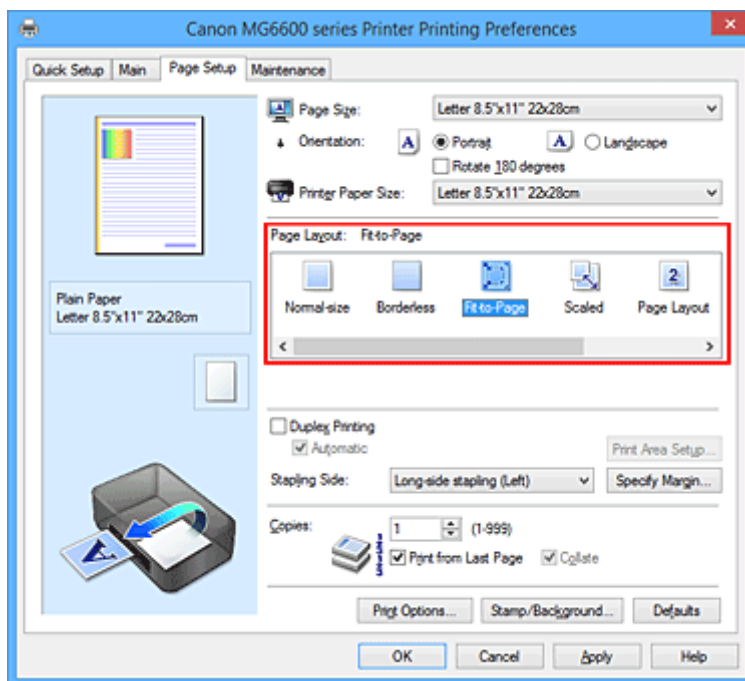 Canon MG6600 series Printer Printing Preferences
Quick Setup Main Page Setup Maintenance
Page Size: Letter 8.5"x11" 22x28cm
Orientation: A Portrait A Landscape
Rotate 180 degrees
Printer Paper Size: Letter 8.5"x11" 22x28cm
Page Layout: Fit-to-Page
Normal-size Borderless Fit-to-Page Scaled Page Layout
Plain Paper
Letter 8.5"x11" 22x28cm
Duplex Printing
Automatic
Print Area Setup...
Stapling Side: Long-side stapling (Left) Specify Margin...
Copies: 1 (1-999)
Print from Last Page Collate
Print Options... Stamp/Background... Defaults
OK Cancel Apply Help